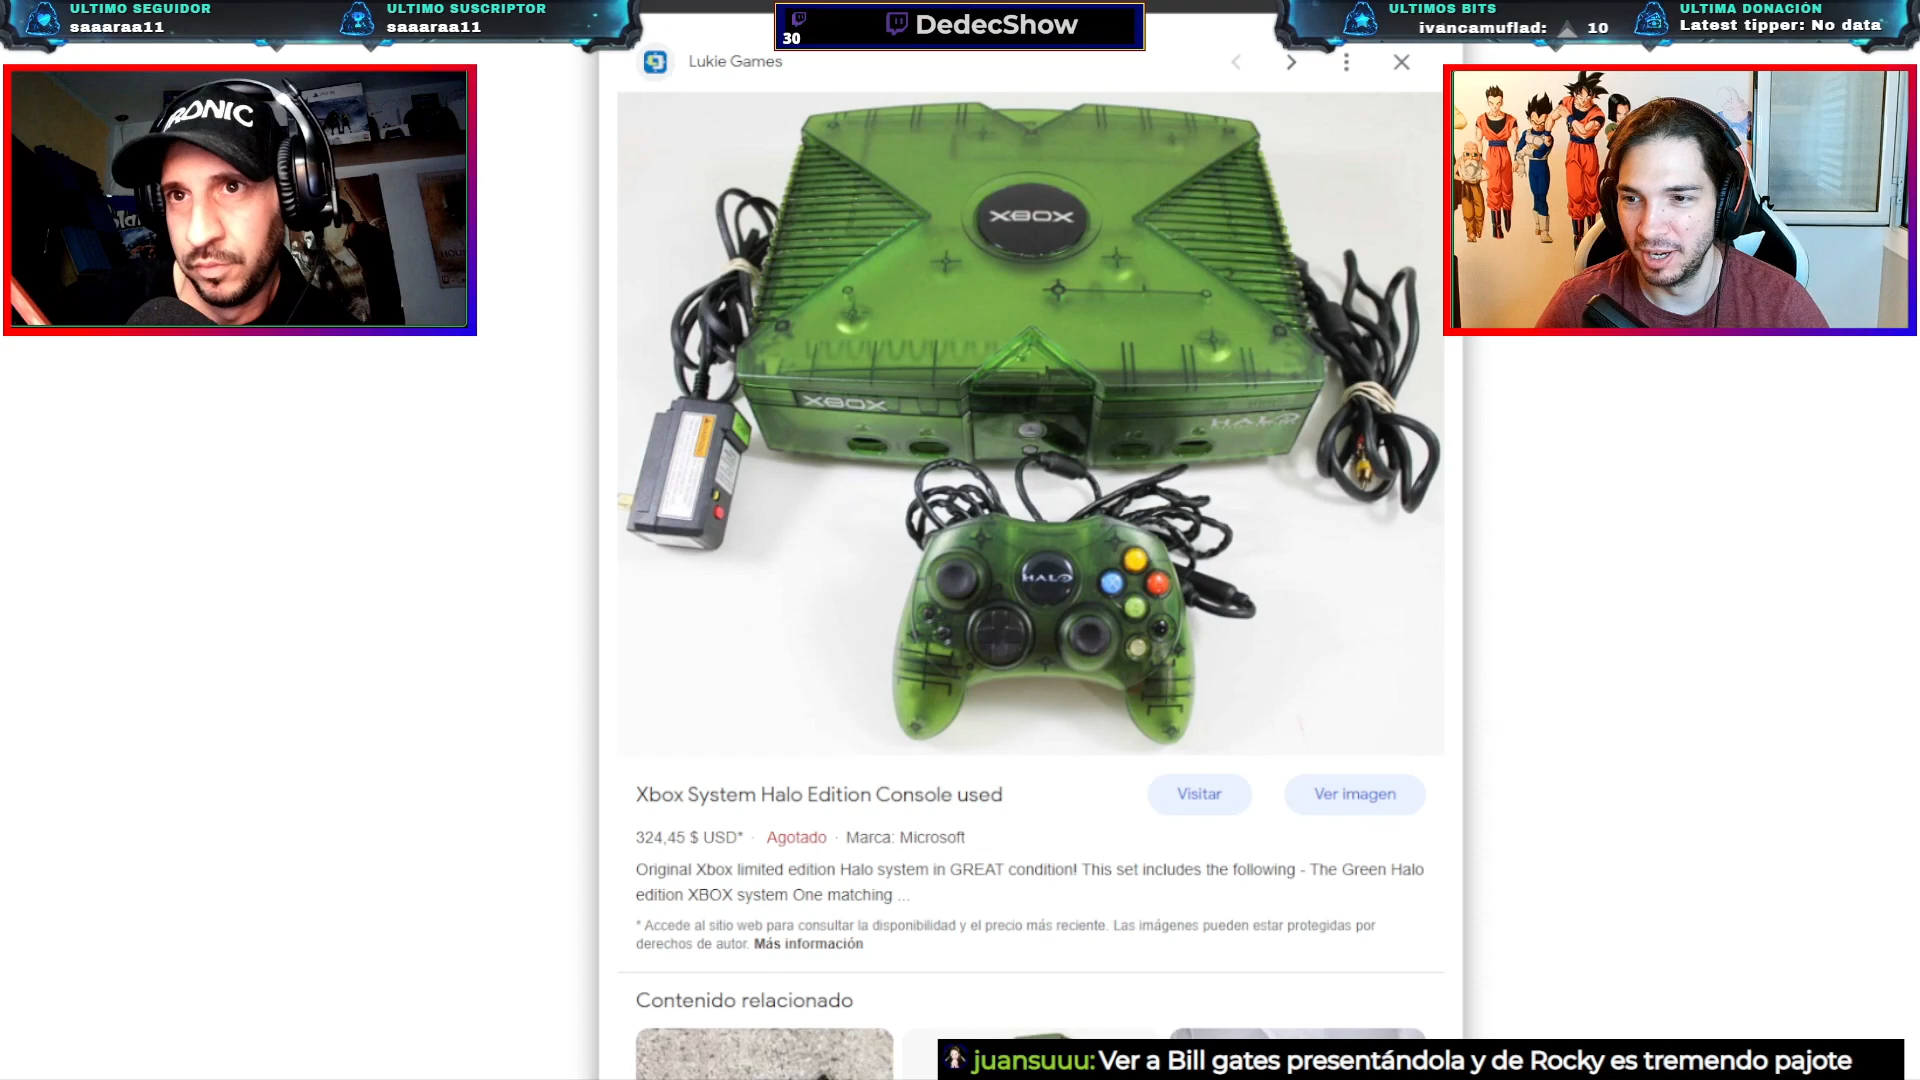 ULTIMO SEGUIDOR
saaaraa11
ULTIMO SUSCRIPTOR
saaaraa11
30
DedecShow
ULTIMOS BITS
ivancamuflad: 10
ULTIMA DONACIÓN
Latest tipper: No data
Lukie Games
RONIC
XBOX
XBOX
HALO
HALO
Xbox System Halo Edition Console used
Visitar
Ver imagen
324,45 $ USD* · Agotado · Marca: Microsoft
Original Xbox limited edition Halo system in GREAT condition! This set includes the following - The Green Halo
edition XBOX system One matching ...
* Accede al sitio web para consultar la disponibilidad y el precio más reciente. Las imágenes pueden estar protegidas por
derechos de autor. Más información
Contenido relacionado
juansuuu: Ver a Bill gates presentándola y de Rocky es tremendo pajote